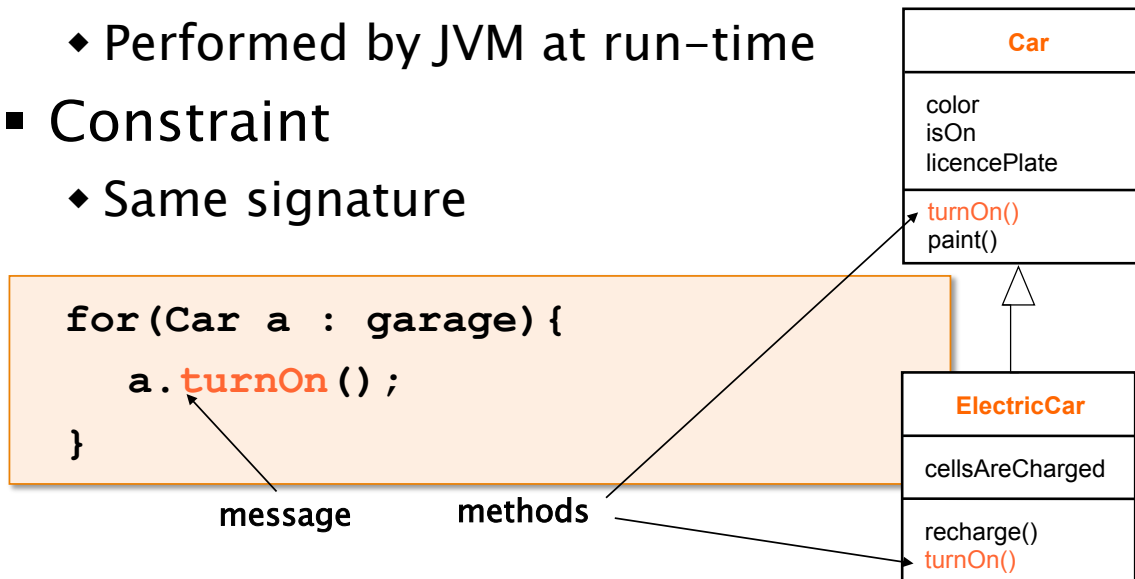 ◆ Performed by JVM at run-time
▪ Constraint
◆ Same signature
for(Car a : garage){
a.turnOn();
}
message
methods
Car
color
isOn
licencePlate
turnOn()
paint()
ElectricCar
cellsAreCharged
recharge()
turnOn()